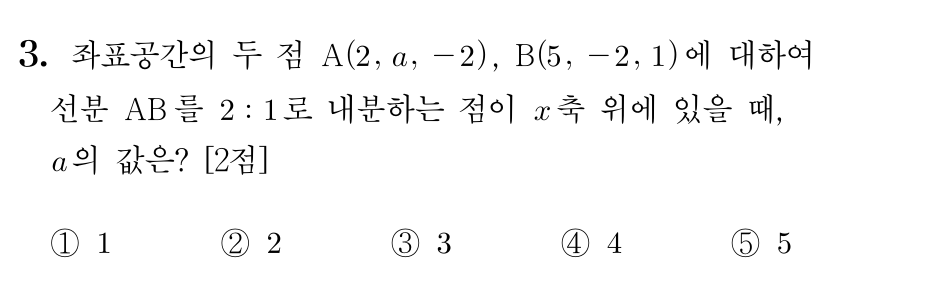 3. 좌표공간의 두 점 A(2, a, −2), B(5, −2, 1)에 대하여
선분 AB를 2 : 1로 내분하는 점이 x축 위에 있을 때,
a의 값은? [2점]
① 1 ② 2 ③ 3 ④ 4 ⑤ 5